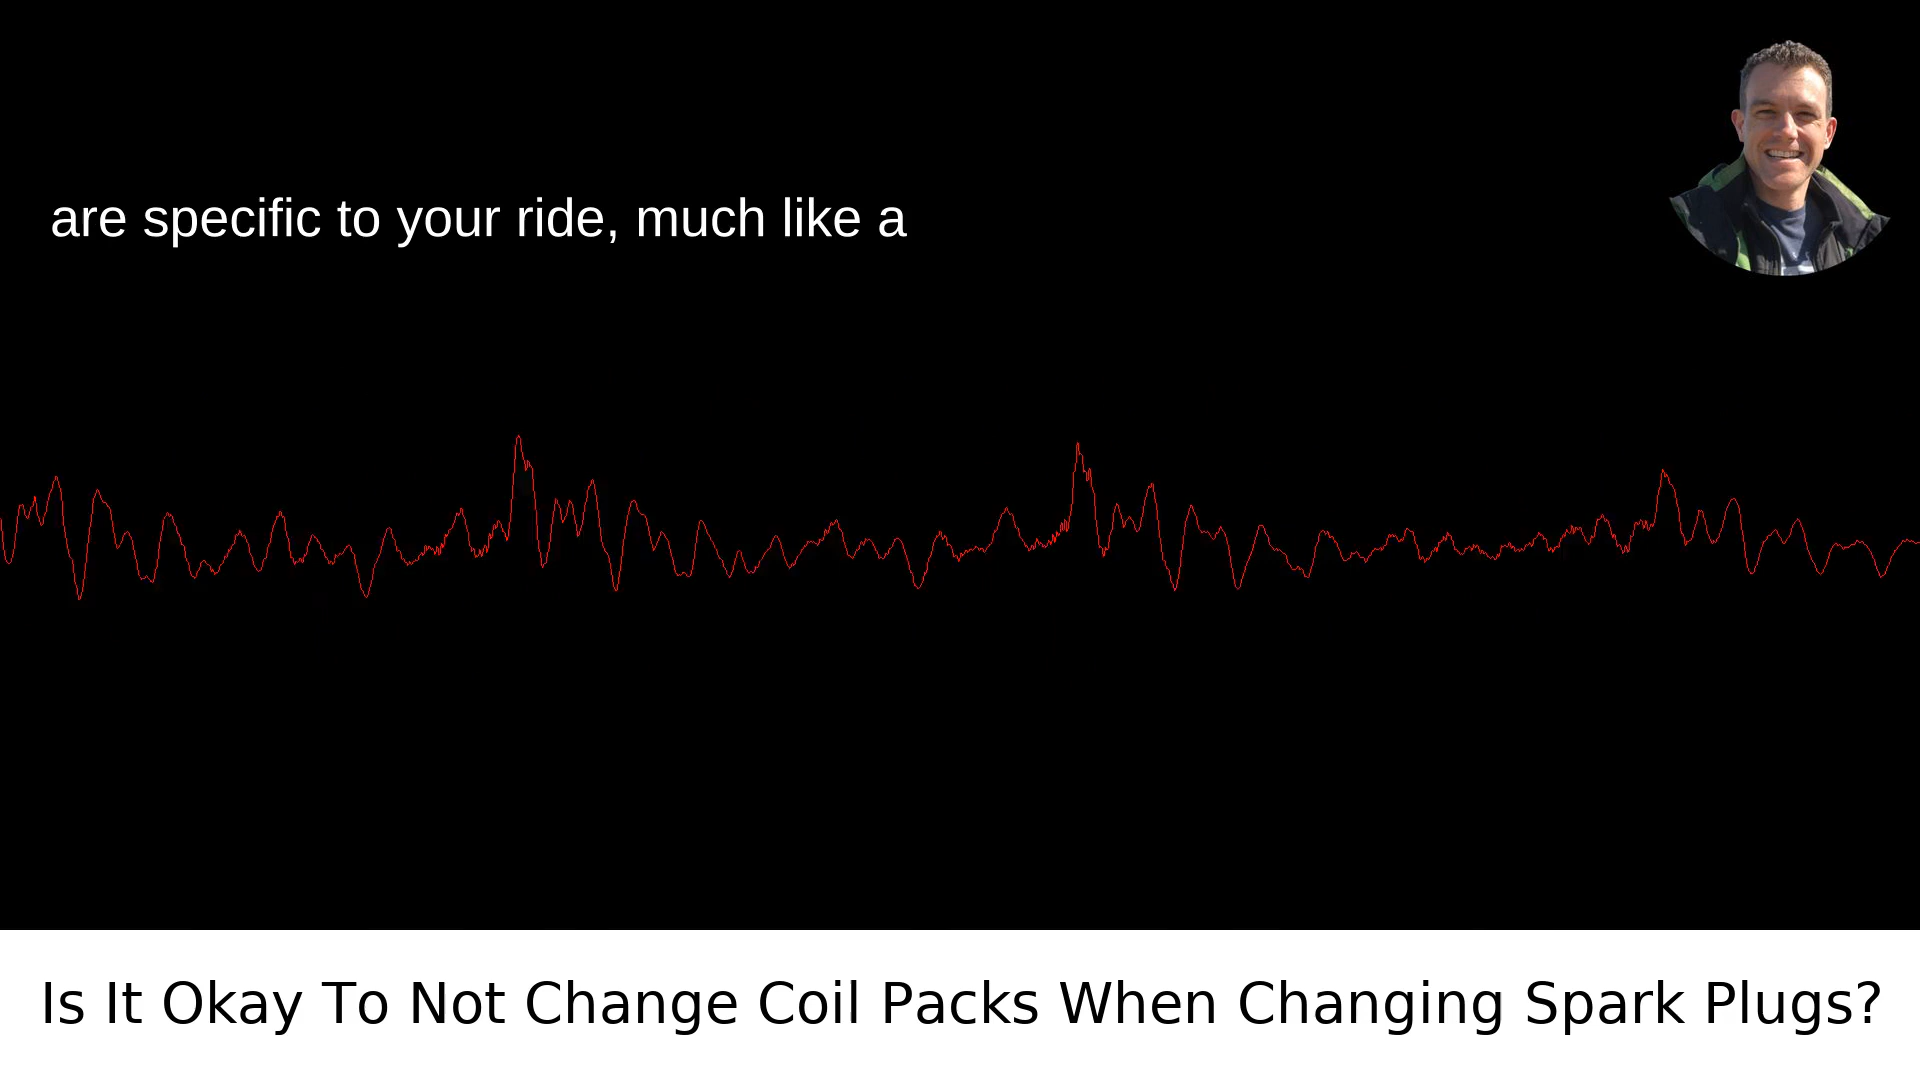 are specific to your ride, much like a
Is It Okay To Not Change Coil Packs When Changing Spark Plugs?